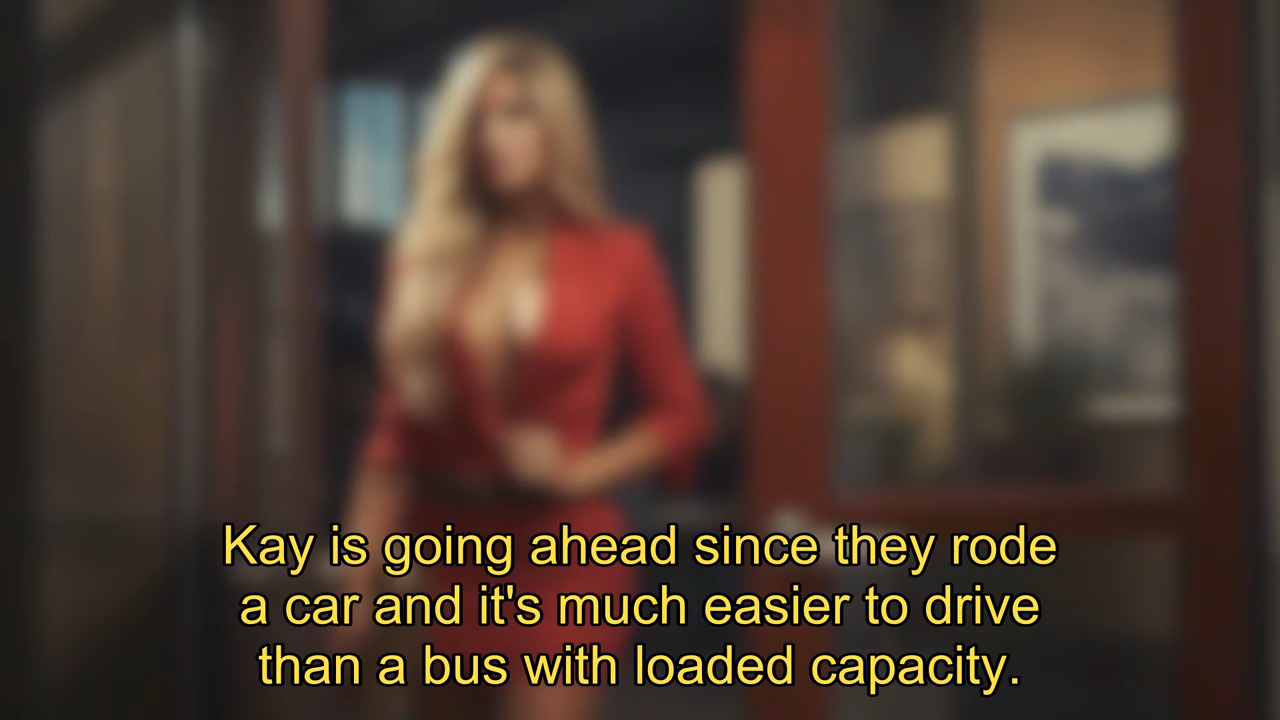 Kay is going ahead since they rode
a car and it's much easier to drive
than a bus with loaded capacity.